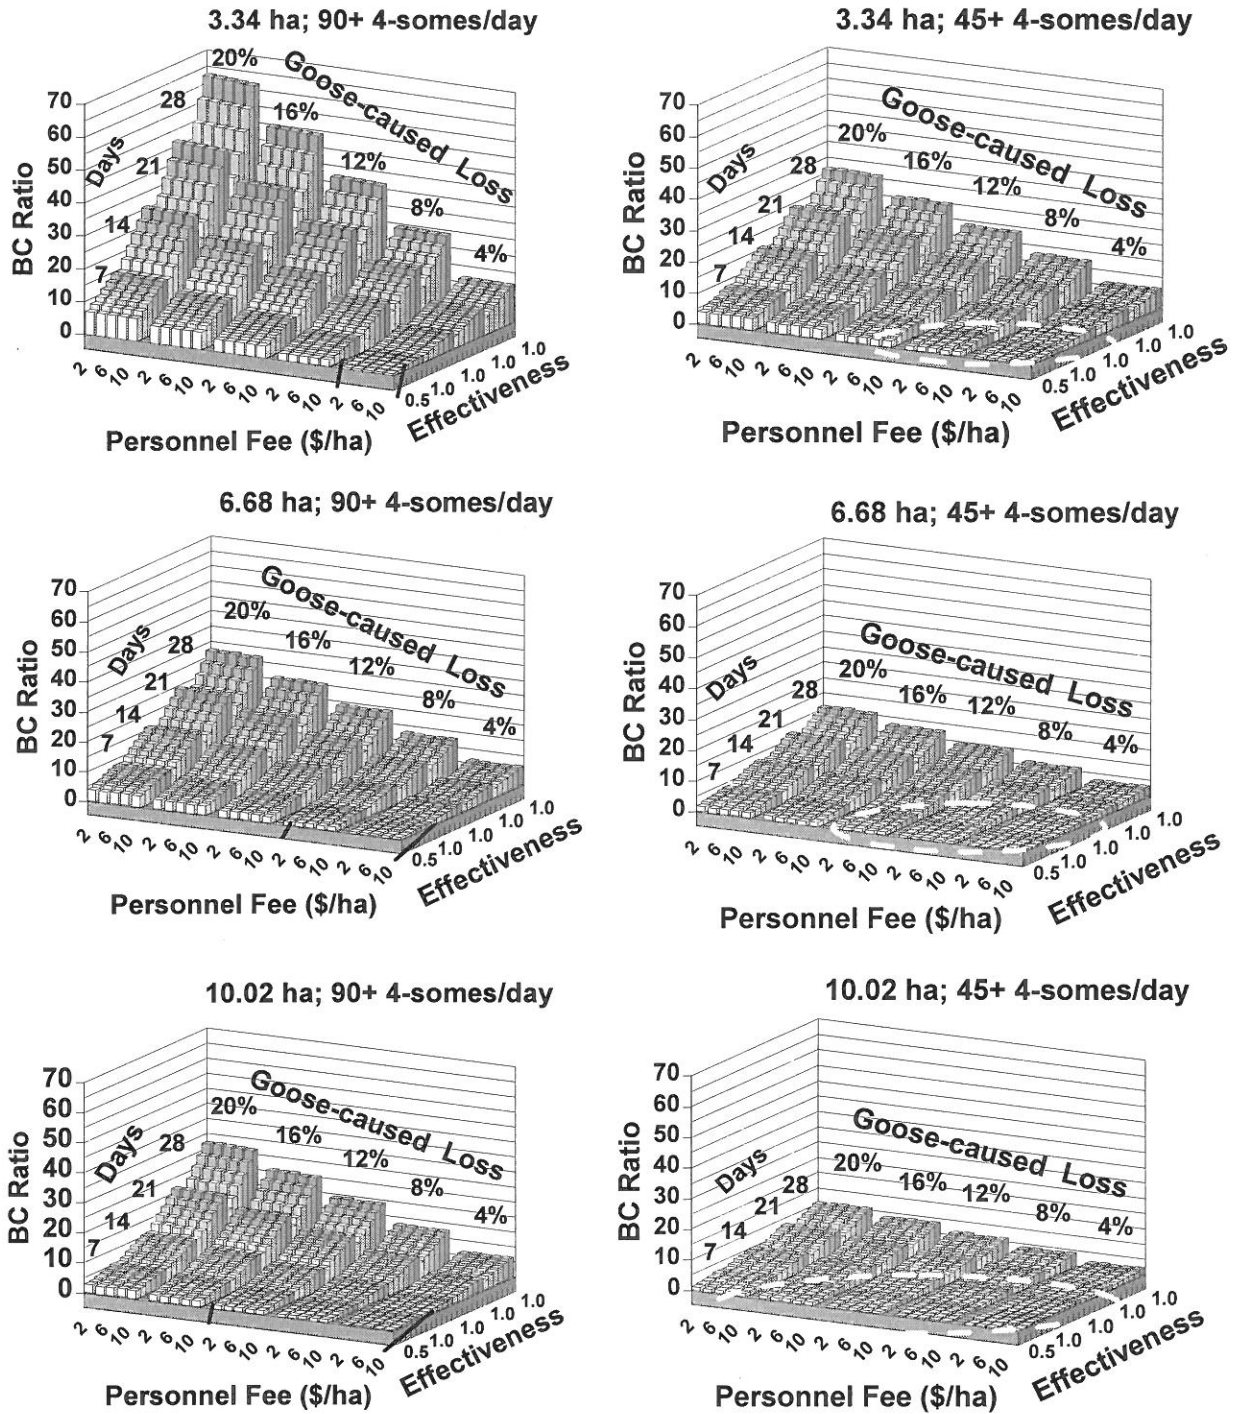 3.34 ha; 90+ 4-somes/day
20%
Goose-caused Loss
16%
12%
8%
4%
Days
28
21
14
7
BC Ratio
70
60
50
40
30
20
10
0
2 6 10 2 6 10 2 6 10 2 6 10 2 6 10
0.5 1.0 1.0 1.0 1.0
Personnel Fee ($/ha)
Effectiveness
3.34 ha; 45+ 4-somes/day
Goose-caused Loss
20%
16%
12%
8%
4%
Days
28
21
14
7
BC Ratio
70
60
50
40
30
20
10
0
2 6 10 2 6 10 2 6 10 2 6 10 2 6 10
0.5 1.0 1.0 1.0 1.0
Personnel Fee ($/ha)
Effectiveness
6.68 ha; 90+ 4-somes/day
Goose-caused Loss
20%
16%
12%
8%
4%
Days
28
21
14
7
BC Ratio
70
60
50
40
30
20
10
0
2 6 10 2 6 10 2 6 10 2 6 10 2 6 10
0.5 1.0 1.0 1.0 1.0
Personnel Fee ($/ha)
Effectiveness
6.68 ha; 45+ 4-somes/day
Goose-caused Loss
20%
16%
12%
8%
4%
Days
28
21
14
7
BC Ratio
70
60
50
40
30
20
10
0
2 6 10 2 6 10 2 6 10 2 6 10 2 6 10
0.5 1.0 1.0 1.0 1.0
Personnel Fee ($/ha)
Effectiveness
10.02 ha; 90+ 4-somes/day
Goose-caused Loss
20%
16%
12%
8%
4%
Days
28
21
14
7
BC Ratio
70
60
50
40
30
20
10
0
2 6 10 2 6 10 2 6 10 2 6 10 2 6 10
0.5 1.0 1.0 1.0 1.0
Personnel Fee ($/ha)
Effectiveness
10.02 ha; 45+ 4-somes/day
Goose-caused Loss
20%
16%
12%
8%
4%
Days
28
21
14
7
BC Ratio
70
60
50
40
30
20
10
0
2 6 10 2 6 10 2 6 10 2 6 10 2 6 10
0.5 1.0 1.0 1.0 1.0
Personnel Fee ($/ha)
Effectiveness